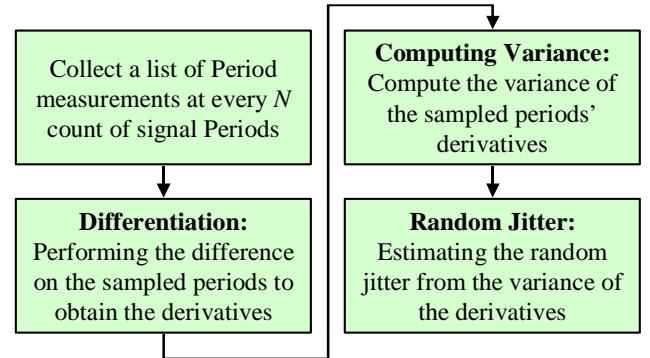 Collect a list of Period
measurements at every N
count of signal Periods
Differentiation:
Performing the difference
on the sampled periods to
obtain the derivatives
Computing Variance:
Compute the variance of
the sampled periods’
derivatives
Random Jitter:
Estimating the random
jitter from the variance of
the derivatives